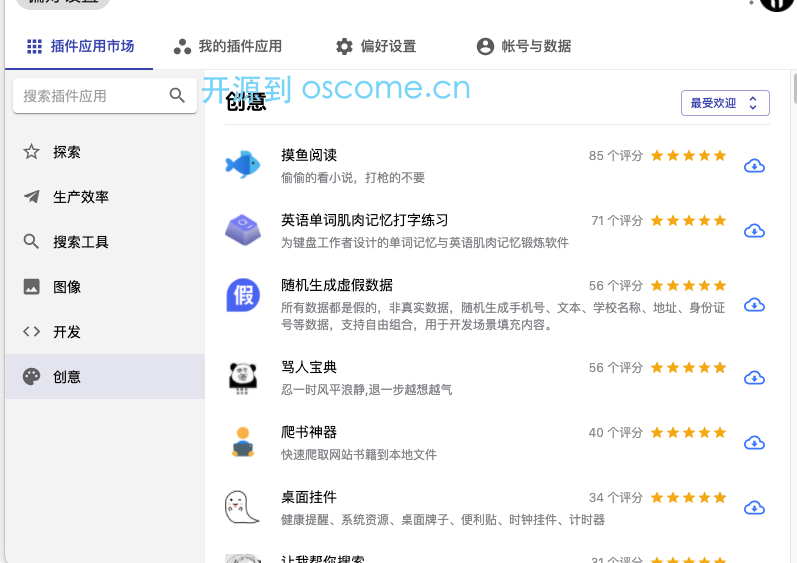 偏好设置
插件应用市场
我的插件应用
偏好设置
帐号与数据
搜索插件应用
探索
生产效率
搜索工具
图像
开发
创意
开源到 oscome.cn
创意
最受欢迎
摸鱼阅读
85 个评分
偷偷的看小说，打枪的不要
英语单词肌肉记忆打字练习
71 个评分
为键盘工作者设计的单词记忆与英语肌肉记忆锻炼软件
假
随机生成虚假数据
56 个评分
所有数据都是假的，非真实数据，随机生成手机号、文本、学校名称、地址、身份证
号等数据，支持自由组合，用于开发场景填充内容。
骂人宝典
56 个评分
忍一时风平浪静,退一步越想越气
爬书神器
40 个评分
快速爬取网站书籍到本地文件
桌面挂件
34 个评分
健康提醒、系统资源、桌面牌子、便利贴、时钟挂件、计时器
让我帮你搜索
31 个评分